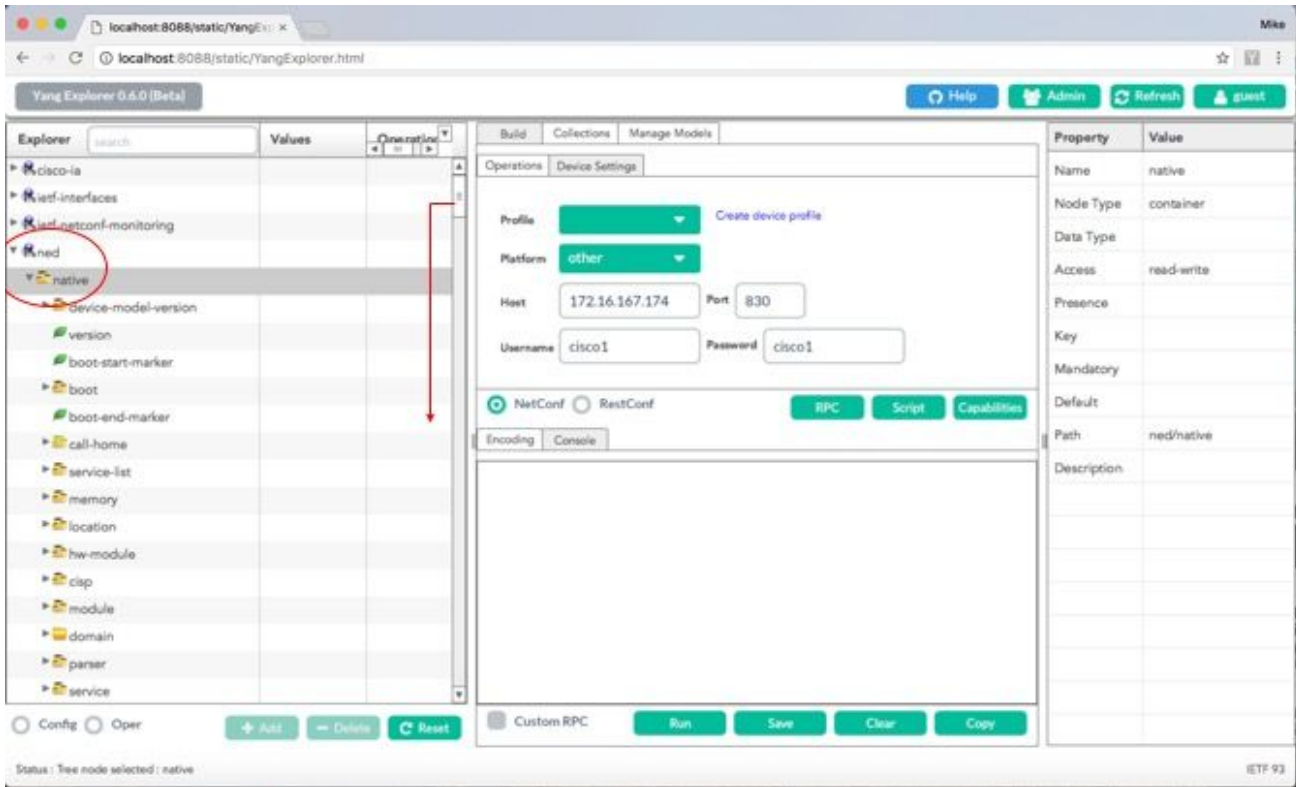 localhost:8088/static/YangEx ×
Mike
localhost:8088/static/YangExplorer.html
Yang Explorer 0.6.0 (Beta)
Help
Admin
Refresh
guest
Explorer search Values Operation
cisco-ia
ietf-interfaces
ietf-netconf-monitoring
ned
native
device-model-version
version
boot-start-marker
boot
boot-end-marker
call-home
service-list
memory
location
hw-module
cisp
module
domain
parser
service
Config Oper + Add − Delete Reset
Build Collections Manage Models
Operations Device Settings
Profile Create device profile
Platform other
Host 172.16.167.174 Port 830
Username cisco1 Password cisco1
NetConf RestConf RPC Script Capabilities
Encoding Console
Custom RPC Run Save Clear Copy
Property Value
Name native
Node Type container
Data Type
Access read-write
Presence
Key
Mandatory
Default
Path ned/native
Description
Status : Tree node selected : native
IETF 93